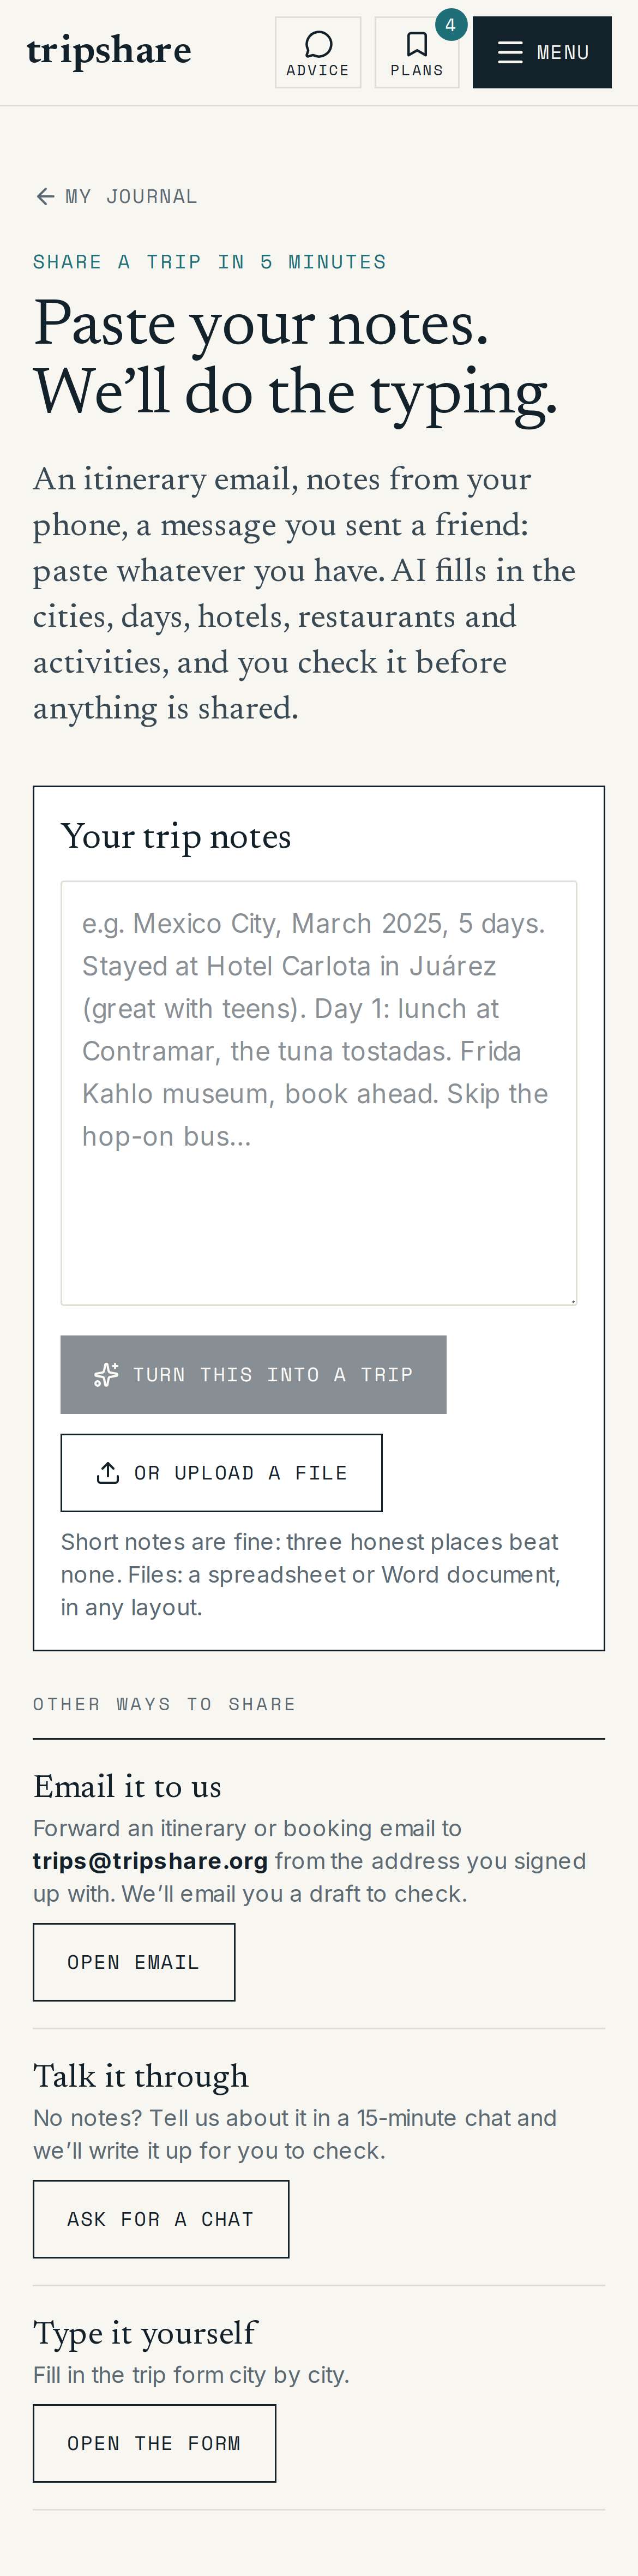 tripshare
ADVICE
PLANS
4
MENU
MY JOURNAL
SHARE A TRIP IN 5 MINUTES
Paste your notes.
We’ll do the typing.
An itinerary email, notes from your
phone, a message you sent a friend:
paste whatever you have. AI fills in the
cities, days, hotels, restaurants and
activities, and you check it before
anything is shared.
Your trip notes
e.g. Mexico City, March 2025, 5 days.
Stayed at Hotel Carlota in Juárez
(great with teens). Day 1: lunch at
Contramar, the tuna tostadas. Frida
Kahlo museum, book ahead. Skip the
hop-on bus...
TURN THIS INTO A TRIP
OR UPLOAD A FILE
Short notes are fine: three honest places beat
none. Files: a spreadsheet or Word document,
in any layout.
OTHER WAYS TO SHARE
Email it to us
Forward an itinerary or booking email to
trips@tripshare.org from the address you signed
up with. We’ll email you a draft to check.
OPEN EMAIL
Talk it through
No notes? Tell us about it in a 15-minute chat and
we’ll write it up for you to check.
ASK FOR A CHAT
Type it yourself
Fill in the trip form city by city.
OPEN THE FORM